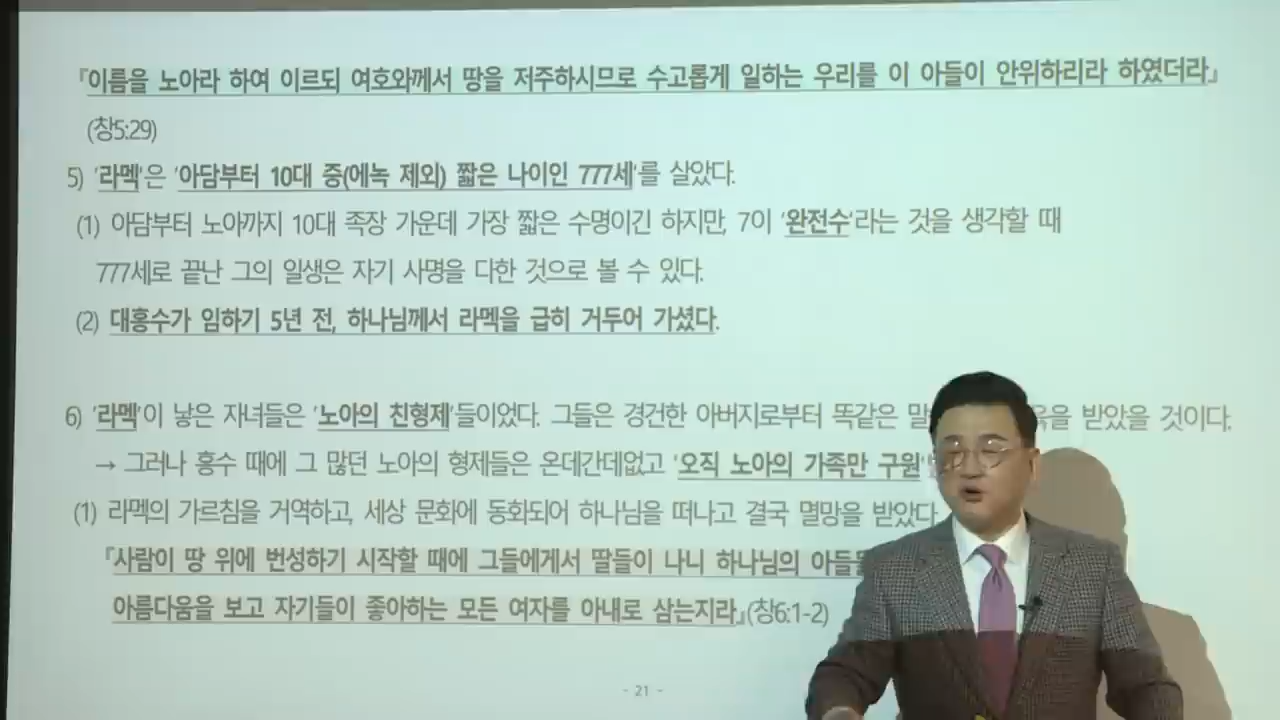 『이름을 노아라 하여 이르되 여호와께서 땅을 저주하시므로 수고롭게 일하는 우리를 이 아들이 안위하리라 하였더라』
(창5:29)
5) '라멕'은 '아담부터 10대 중(에녹 제외) 짧은 나이인 777세'를 살았다.
(1) 아담부터 노아까지 10대 족장 가운데 가장 짧은 수명이긴 하지만, 7이 '완전수'라는 것을 생각할 때
777세로 끝난 그의 일생은 자기 사명을 다한 것으로 볼 수 있다.
(2) 대홍수가 임하기 5년 전, 하나님께서 라멕을 급히 거두어 가셨다.
6) '라멕'이 낳은 자녀들은 '노아의 친형제'들이었다. 그들은 경건한 아버지로부터 똑같은 말 받았을 것이다.
→ 그러나 홍수 때에 그 많던 노아의 형제들은 온데간데없고 '오직 노아의 가족만 구원'
(1) 라멕의 가르침을 거역하고, 세상 문화에 동화되어 하나님을 떠나고 결국 멸망을 받았다
『사람이 땅 위에 번성하기 시작할 때에 그들에게서 딸들이 나니 하나님의
아름다움을 보고 자기들이 좋아하는 모든 여자를 아내로 삼는지라』(창6:1-2)
- 21 -